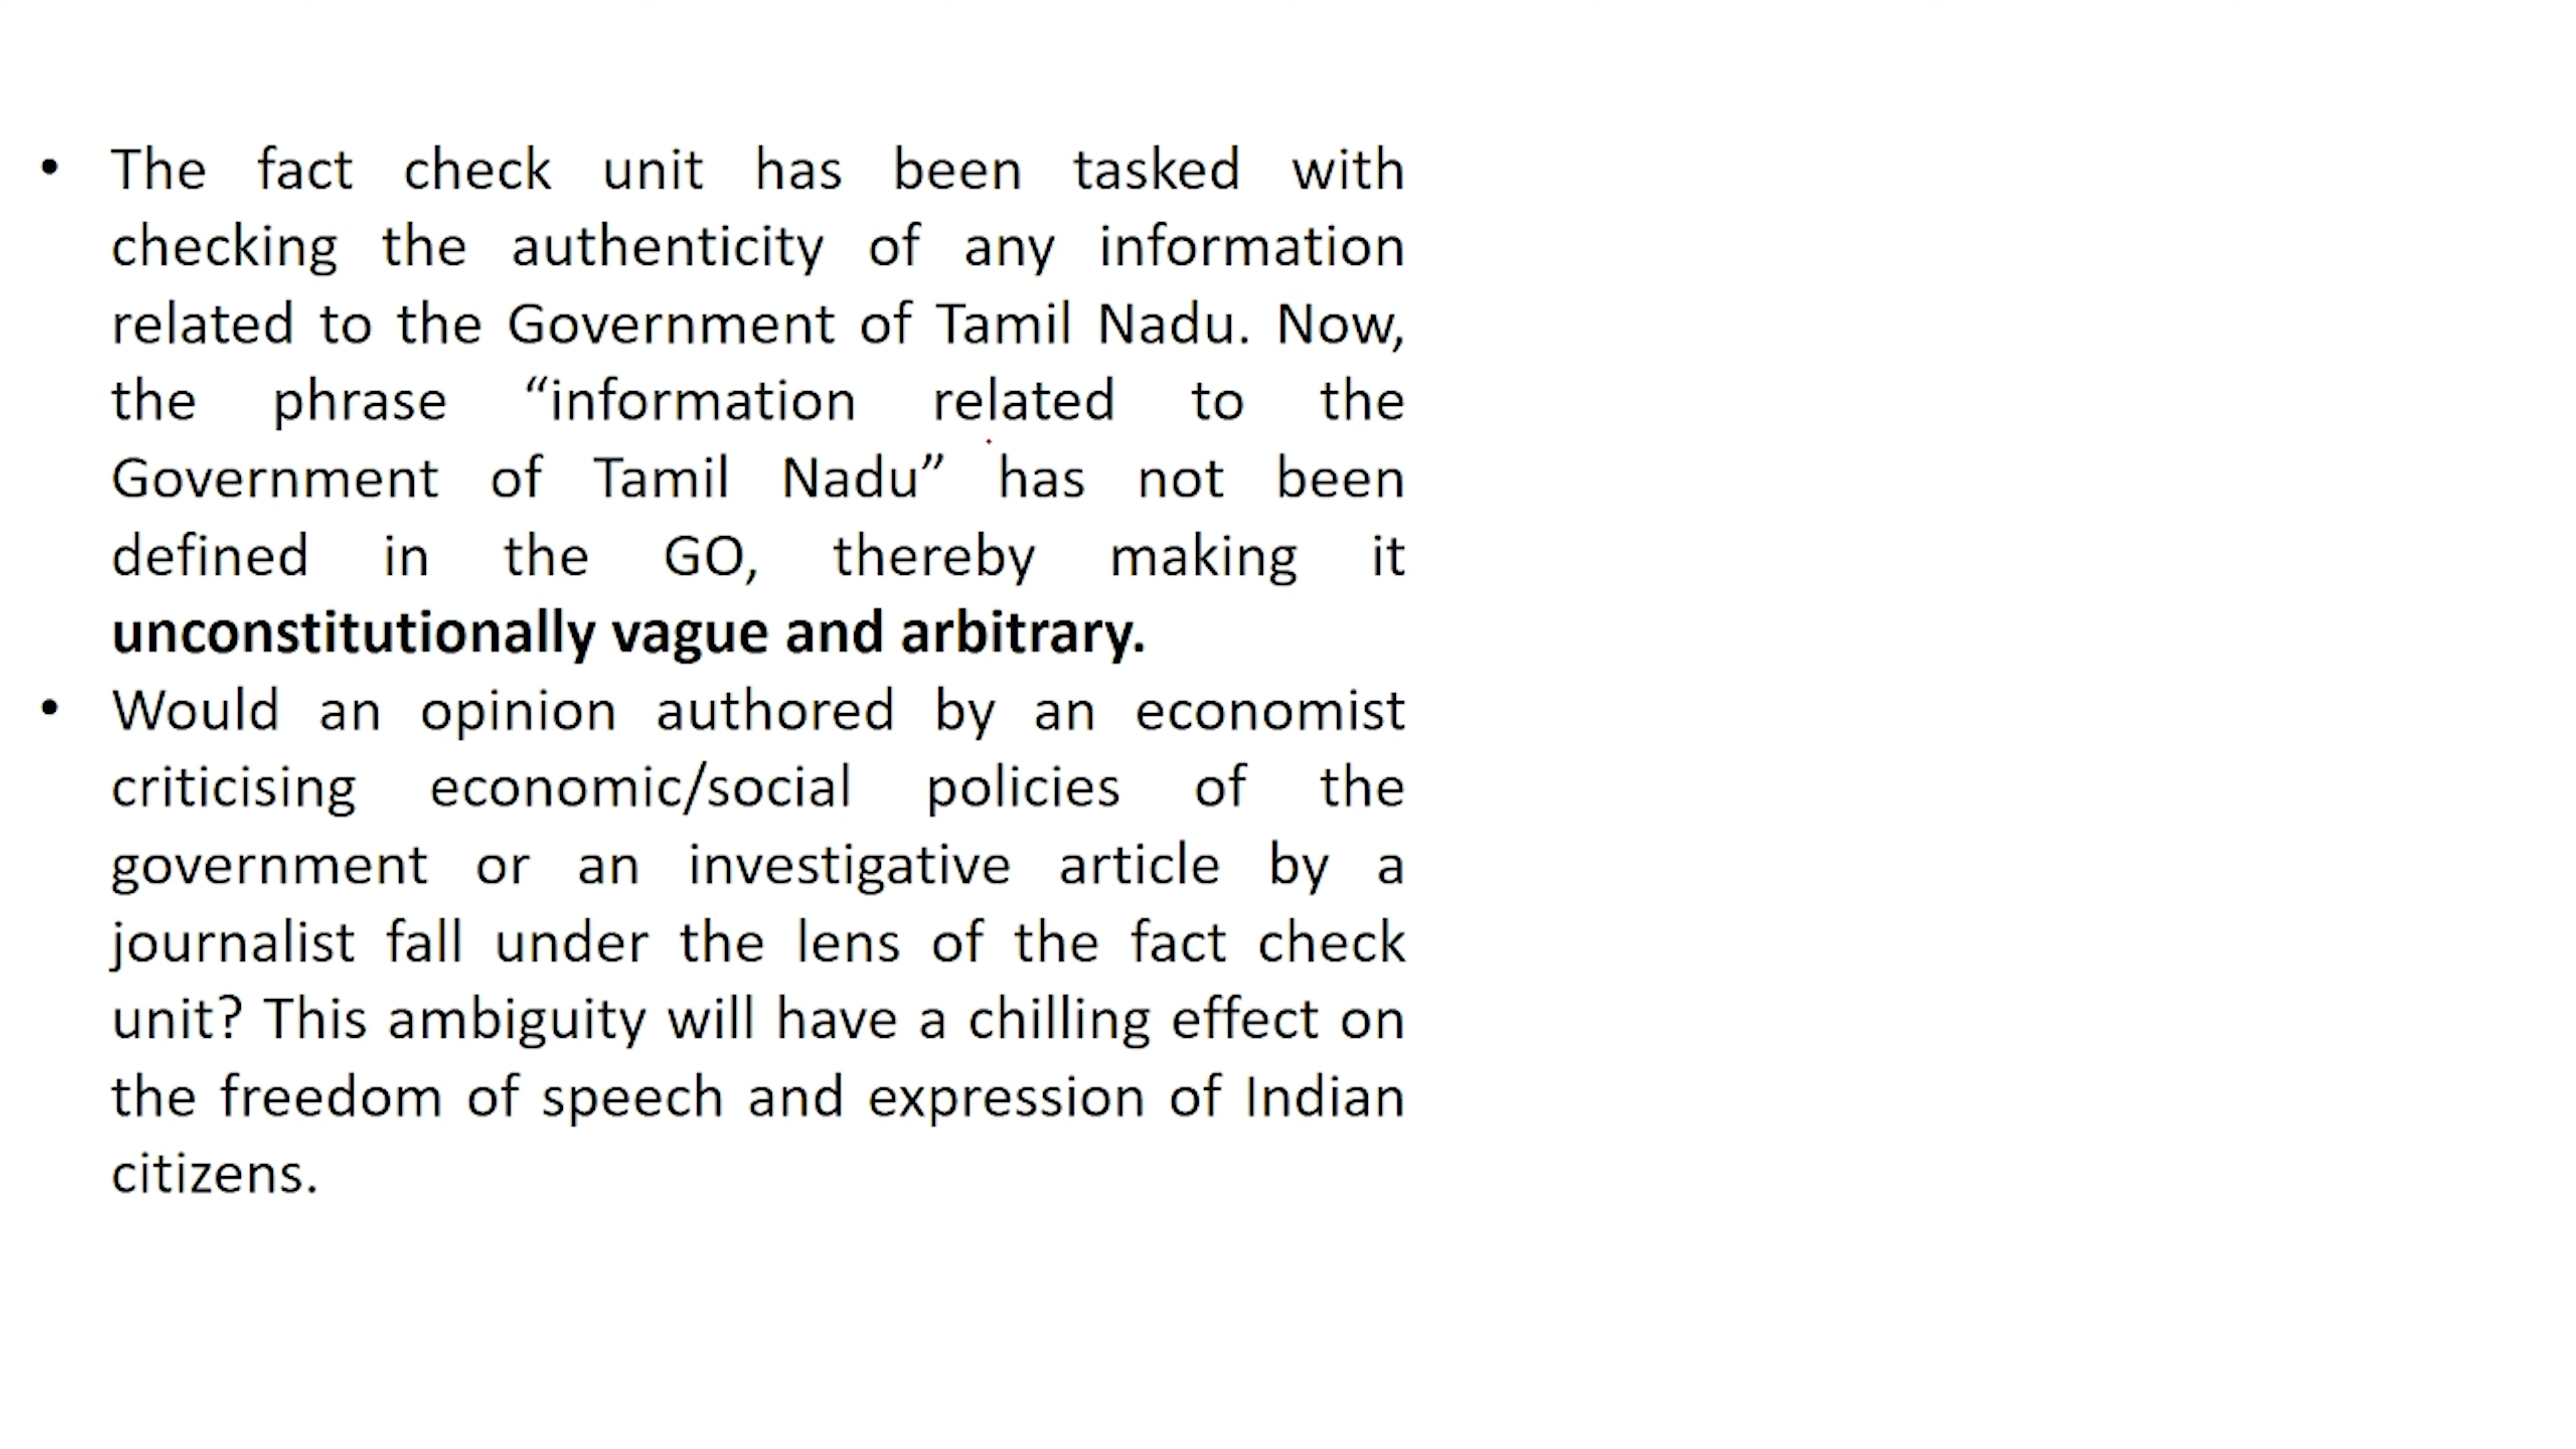 • The fact check unit has been tasked with
checking the authenticity of any information
related to the Government of Tamil Nadu. Now,
the phrase “information related to the
Government of Tamil Nadu” has not been
defined in the GO, thereby making it
unconstitutionally vague and arbitrary.
• Would an opinion authored by an economist
criticising economic/social policies of the
government or an investigative article by a
journalist fall under the lens of the fact check
unit? This ambiguity will have a chilling effect on
the freedom of speech and expression of Indian
citizens.